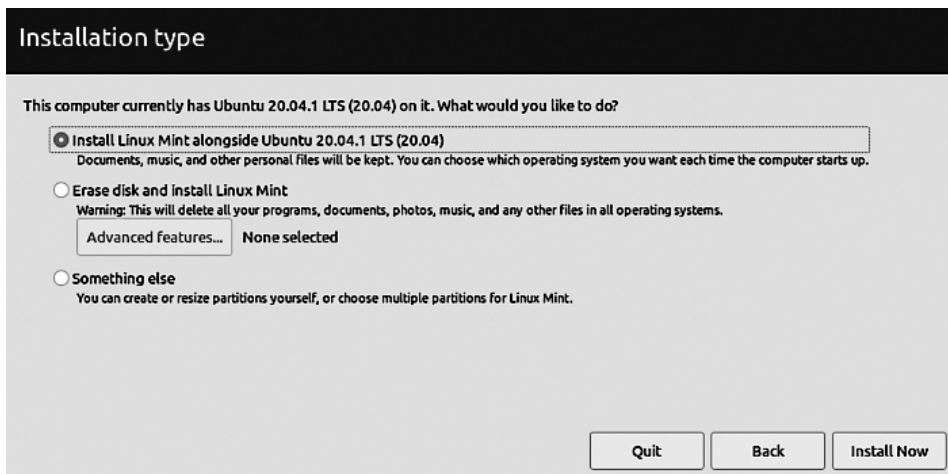 Installation type
This computer currently has Ubuntu 20.04.1 LTS (20.04) on it. What would you like to do?
Install Linux Mint alongside Ubuntu 20.04.1 LTS (20.04)
Documents, music, and other personal files will be kept. You can choose which operating system you want each time the computer starts up.
Erase disk and install Linux Mint
Warning: This will delete all your programs, documents, photos, music, and any other files in all operating systems.
Advanced features... None selected
Something else
You can create or resize partitions yourself, or choose multiple partitions for Linux Mint.
Quit Back Install Now